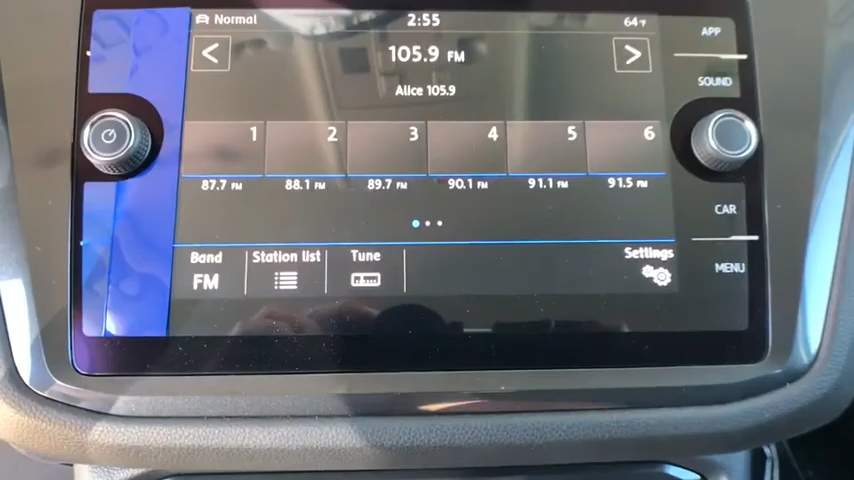 Normal 2:55 64°F
APP
< 105.9 FM >
SOUND
Alice 105.9
1 2 3 4 5 6
87.7 FM 88.1 FM 89.7 FM 90.1 FM 91.1 FM 91.5 FM
CAR
Band Station list Tune Settings
FM
MENU